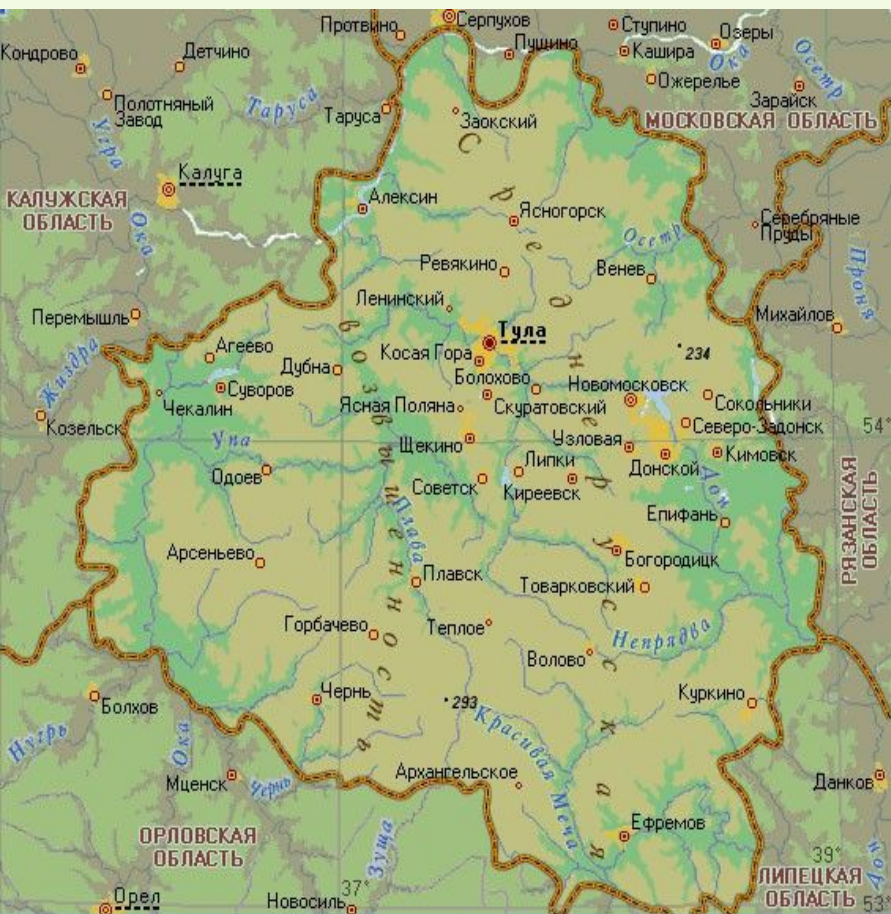 Протвино
Серпухов
Ступино
Озеры
Кондрово
Детчино
Пущино
Кашира
Ока
Осетр
Ожерелье
Полотняный
Завод
Таруса
Таруса
Заокский
Зарайск
МОСКОВСКАЯ ОБЛАСТЬ
Угра
Калуга
КАЛУЖСКАЯ
ОБЛАСТЬ
Ока
Алексин
Ясногорск
Серебряные
Пруды
Осетр
Проня
Ревякино
Венев
Ленинский
Перемышль
Михайлов
Тула
Агеево
Жиздра
Косая Гора
234
Дубна
Болохово
Новомосковск
Суворов
Чекалин
Ясная Поляна
Скуратовский
Сокольники
Козельск
Северо-Задонск
54°
Упа
Щекино
Узловая
Донской
Кимовск
Одоев
Липки
Советск
Киреевск
Дон
Плава
Епифань
РЯЗАНСКАЯ
ОБЛАСТЬ
Арсеньево
Богородицк
Плавск
Товарковский
Горбачево
Теплое
Непрядва
Волово
Чернь
Куркино
Болхов
293
Красивая Меча
Нугрь
Ока
Мценск
Чернь
Архангельское
Данков
Ефремов
ОРЛОВСКАЯ
ОБЛАСТЬ
Зуша
39°
Дон
ЛИПЕЦКАЯ
ОБЛАСТЬ
53
37°
Орел
Новосиль
Среднерусская
возвышенность